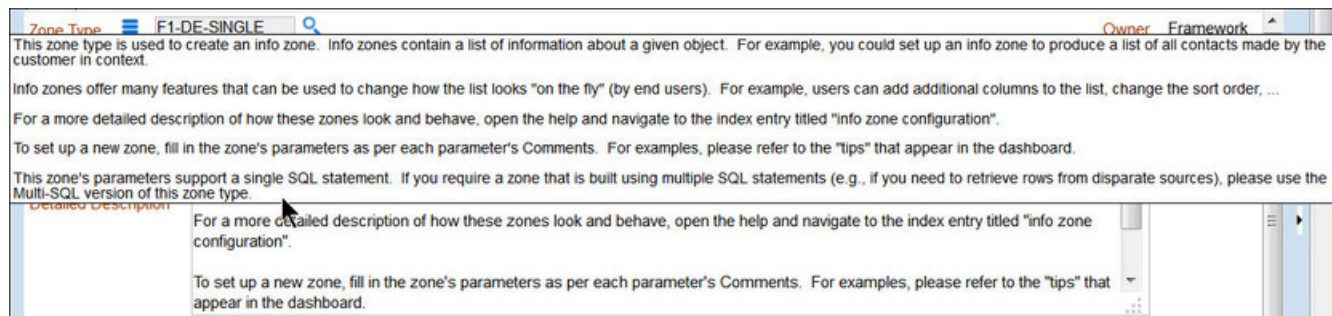 Zone Type F1-DE-SINGLE Owner Framework
This zone type is used to create an info zone. Info zones contain a list of information about a given object. For example, you could set up an info zone to produce a list of all contacts made by the
customer in context.
Info zones offer many features that can be used to change how the list looks "on the fly" (by end users). For example, users can add additional columns to the list, change the sort order, ...
For a more detailed description of how these zones look and behave, open the help and navigate to the index entry titled "info zone configuration".
To set up a new zone, fill in the zone's parameters as per each parameter's Comments. For examples, please refer to the "tips" that appear in the dashboard.
This zone's parameters support a single SQL statement. If you require a zone that is built using multiple SQL statements (e.g., if you need to retrieve rows from disparate sources), please use the
Multi-SQL version of this zone type.
Detailed Description
For a more detailed description of how these zones look and behave, open the help and navigate to the index entry titled "info zone
configuration".
To set up a new zone, fill in the zone's parameters as per each parameter's Comments. For examples, please refer to the "tips" that
appear in the dashboard.